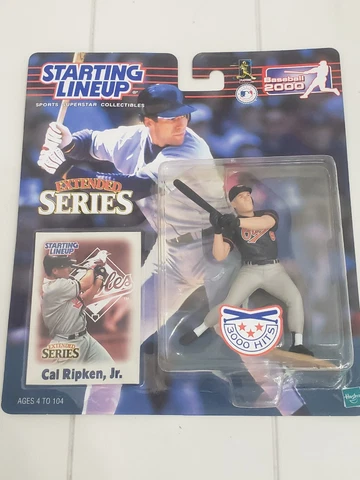 STARTING
LINEUP
SPORTS SUPERSTAR COLLECTIBLES
Baseball
2000
EXTENDED
SERIES
STARTING
LINEUP
EXTENDED
SERIES
Cal Ripken, Jr.
3000 HITS
AGES 4 TO 104
Hasbro